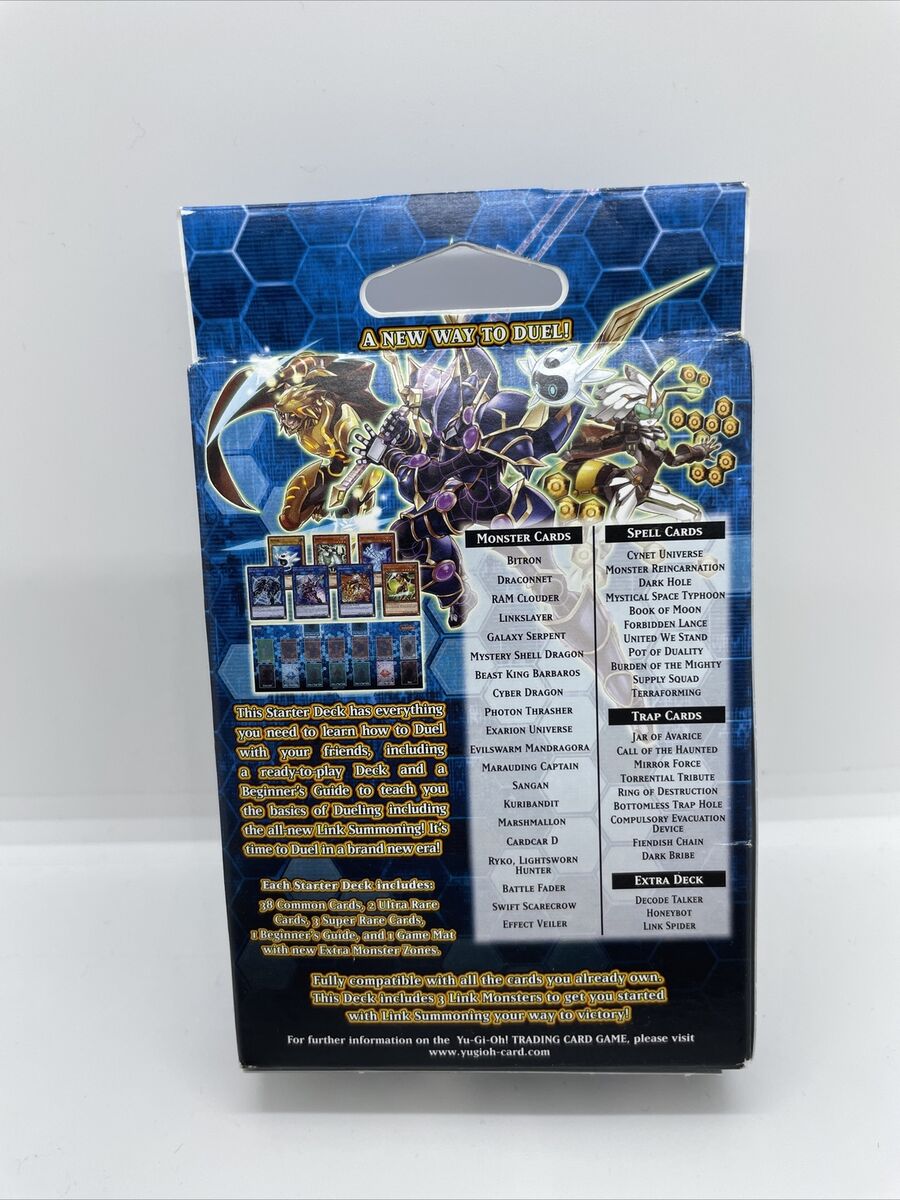 A NEW WAY TO DUEL!
This Starter Deck has everything
you need to learn how to Duel
with your friends, including
a ready-to-play Deck and a
Beginner's Guide to teach you
the basics of Dueling including
the all-new Link Summoning! It's
time to Duel in a brand new era!
Each Starter Deck includes:
38 Common Cards, 2 Ultra Rare
Cards, 3 Super Rare Cards,
1 Beginner's Guide, and 1 Game Mat
with new Extra Monster Zones.
MONSTER CARDS
BITRON
DRACONNET
RAM CLOUDER
LINKSLAYER
GALAXY SERPENT
MYSTERY SHELL DRAGON
BEAST KING BARBAROS
CYBER DRAGON
PHOTON THRASHER
EXARION UNIVERSE
EVILSWARM MANDRAGORA
MARAUDING CAPTAIN
SANGAN
KURIBANDIT
MARSHMALLON
CARDCAR D
RYKO, LIGHTSWORN
HUNTER
BATTLE FADER
SWIFT SCARECROW
EFFECT VEILER
SPELL CARDS
CYNET UNIVERSE
MONSTER REINCARNATION
DARK HOLE
MYSTICAL SPACE TYPHOON
BOOK OF MOON
FORBIDDEN LANCE
UNITED WE STAND
POT OF DUALITY
BURDEN OF THE MIGHTY
SUPPLY SQUAD
TERRAFORMING
TRAP CARDS
JAR OF AVARICE
CALL OF THE HAUNTED
MIRROR FORCE
TORRENTIAL TRIBUTE
RING OF DESTRUCTION
BOTTOMLESS TRAP HOLE
COMPULSORY EVACUATION
DEVICE
FIENDISH CHAIN
DARK BRIBE
EXTRA DECK
DECODE TALKER
HONEYBOT
LINK SPIDER
Fully compatible with all the cards you already own.
This Deck includes 3 Link Monsters to get you started
with Link Summoning your way to victory!
For further information on the Yu-Gi-Oh! TRADING CARD GAME, please visit
www.yugioh-card.com